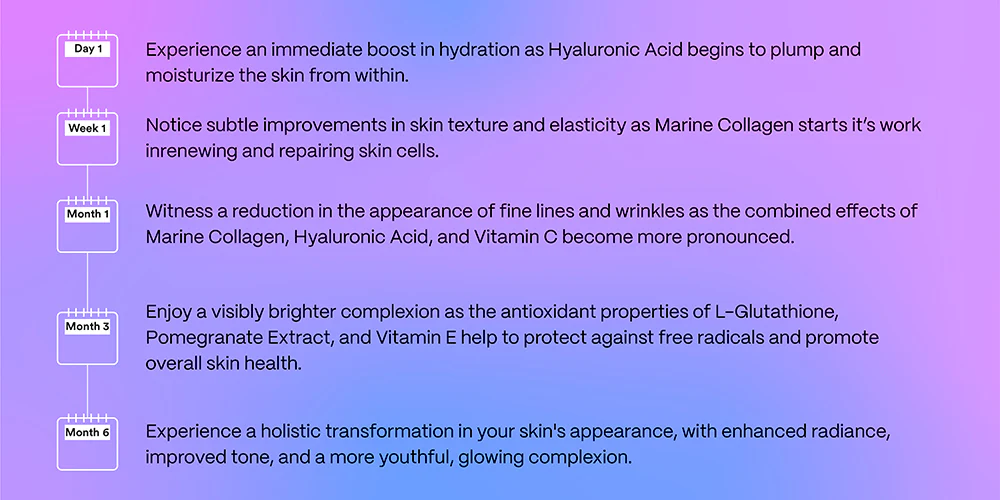 Day 1
Experience an immediate boost in hydration as Hyaluronic Acid begins to plump and
moisturize the skin from within.
Week 1
Notice subtle improvements in skin texture and elasticity as Marine Collagen starts it’s work
inrenewing and repairing skin cells.
Month 1
Witness a reduction in the appearance of fine lines and wrinkles as the combined effects of
Marine Collagen, Hyaluronic Acid, and Vitamin C become more pronounced.
Month 3
Enjoy a visibly brighter complexion as the antioxidant properties of L-Glutathione,
Pomegranate Extract, and Vitamin E help to protect against free radicals and promote
overall skin health.
Month 6
Experience a holistic transformation in your skin's appearance, with enhanced radiance,
improved tone, and a more youthful, glowing complexion.